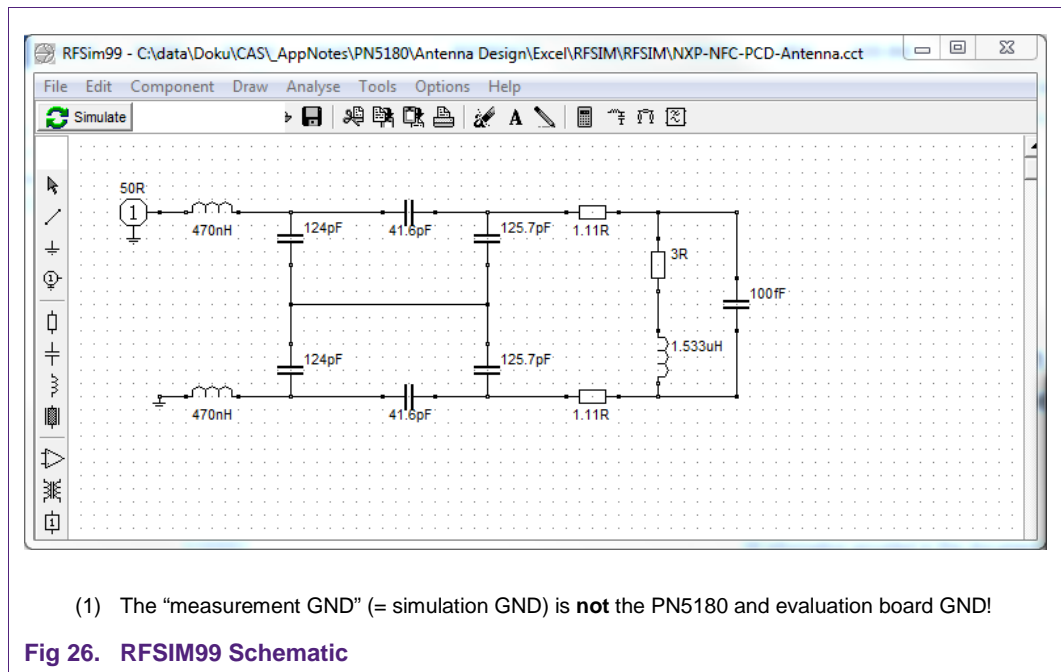 RFSim99 - C:\data\Doku\CAS\_AppNotes\PN5180\Antenna Design\Excel\RFSIM\RFSIM\NXP-NFC-PCD-Antenna.cct
File Edit Component Draw Analyse Tools Options Help
Simulate
50R
1
470nH
124pF
41.6pF
125.7pF
1.11R
3R
100fF
1.533uH
124pF
125.7pF
470nH
41.6pF
1.11R
(1) The “measurement GND” (= simulation GND) is not the PN5180 and evaluation board GND!
Fig 26. RFSIM99 Schematic